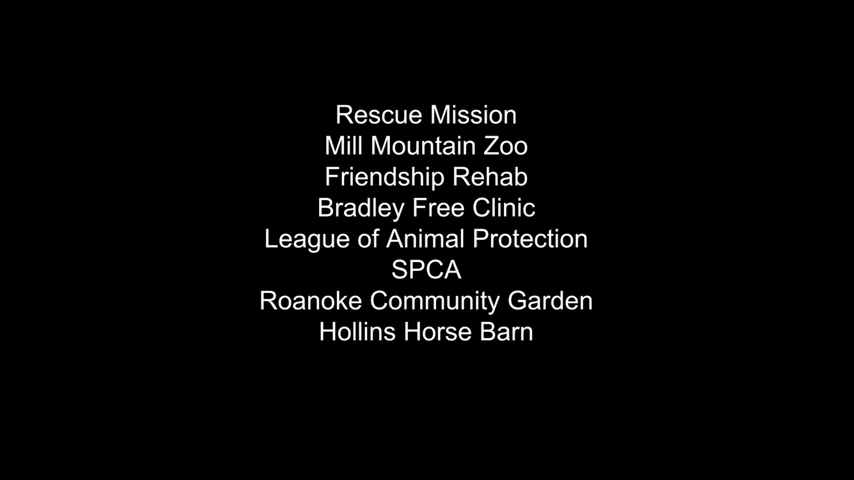 Rescue Mission
Mill Mountain Zoo
Friendship Rehab
Bradley Free Clinic
League of Animal Protection
SPCA
Roanoke Community Garden
Hollins Horse Barn